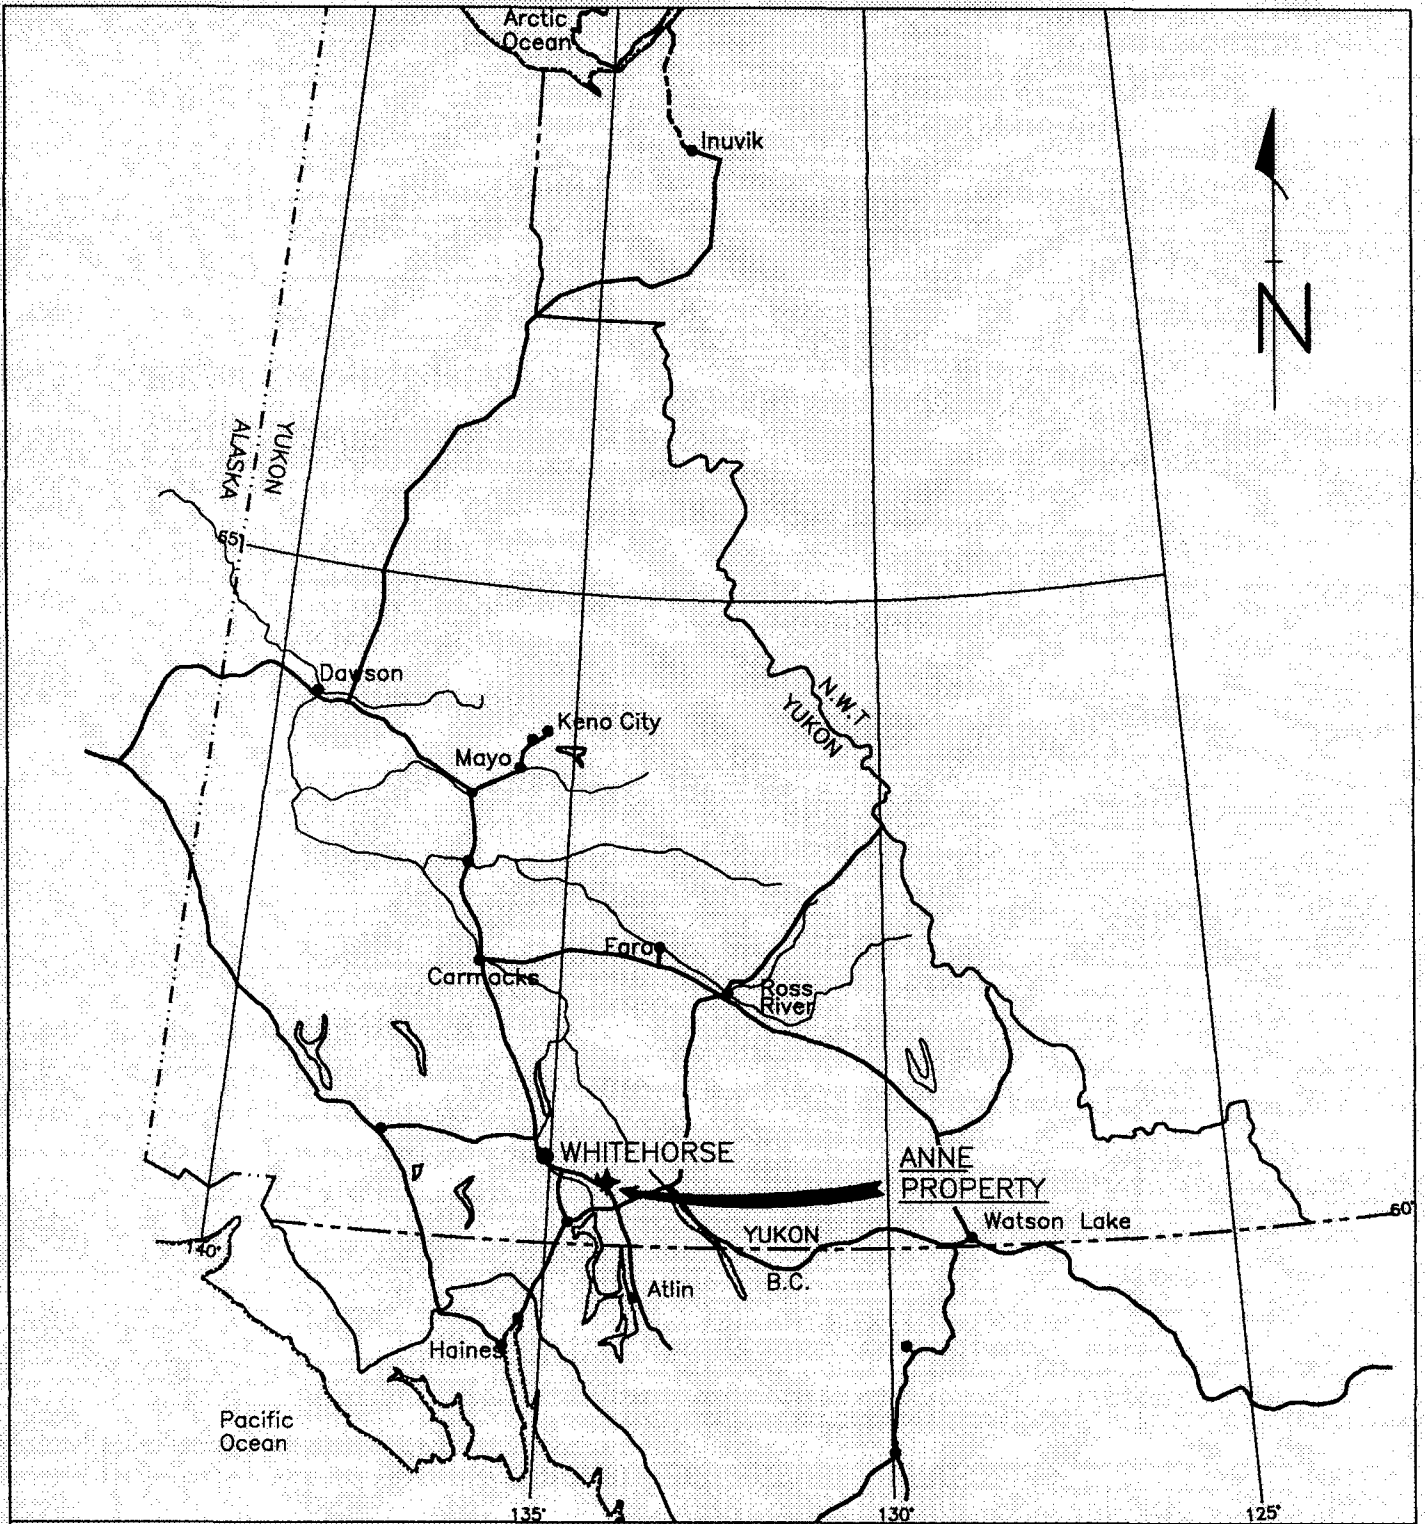 Arctic
Ocean
Inuvik
N
YUKON
ALASKA
65°
Dawson
Keno City
Mayo
N.W.T
YUKON
Faro
Carmacks
Ross
River
WHITEHORSE
ANNE
PROPERTY
Watson Lake
60°
YUKON
B.C.
140°
Atlin
Haines
Pacific
Ocean
135°
130°
125°